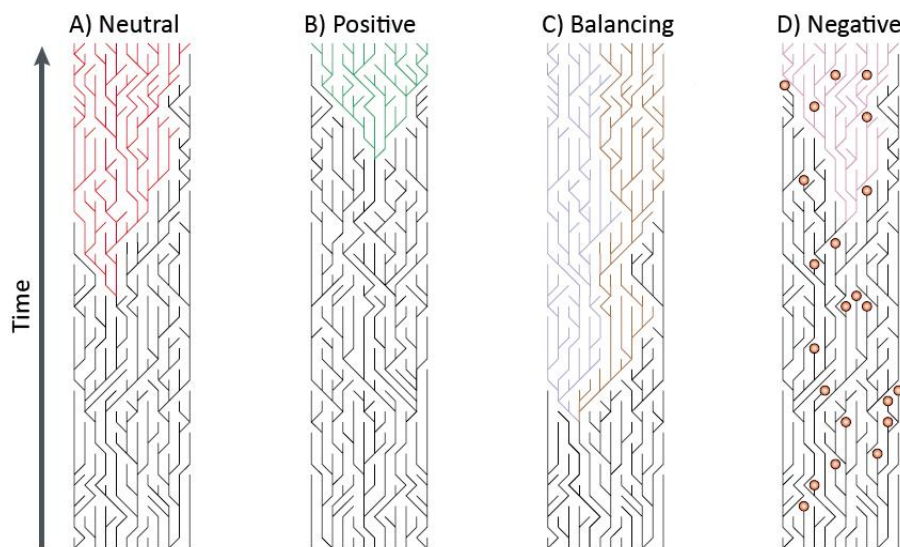 A) Neutral
B) Positive
C) Balancing
D) Negative
Time